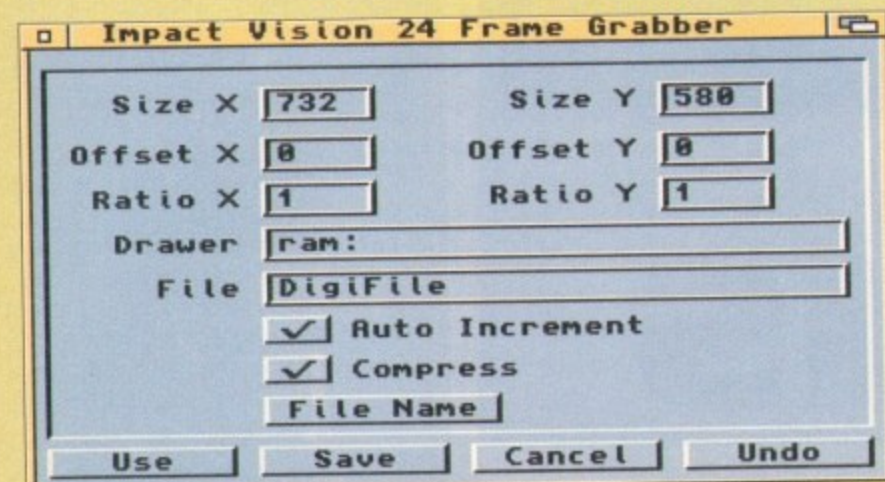 Impact Vision 24 Frame Grabber
Size X 732 Size Y 580
Offset X 0 Offset Y 0
Ratio X 1 Ratio Y 1
Drawer ram:
File DigiFile
Auto Increment
Compress
File Name
Use Save Cancel Undo